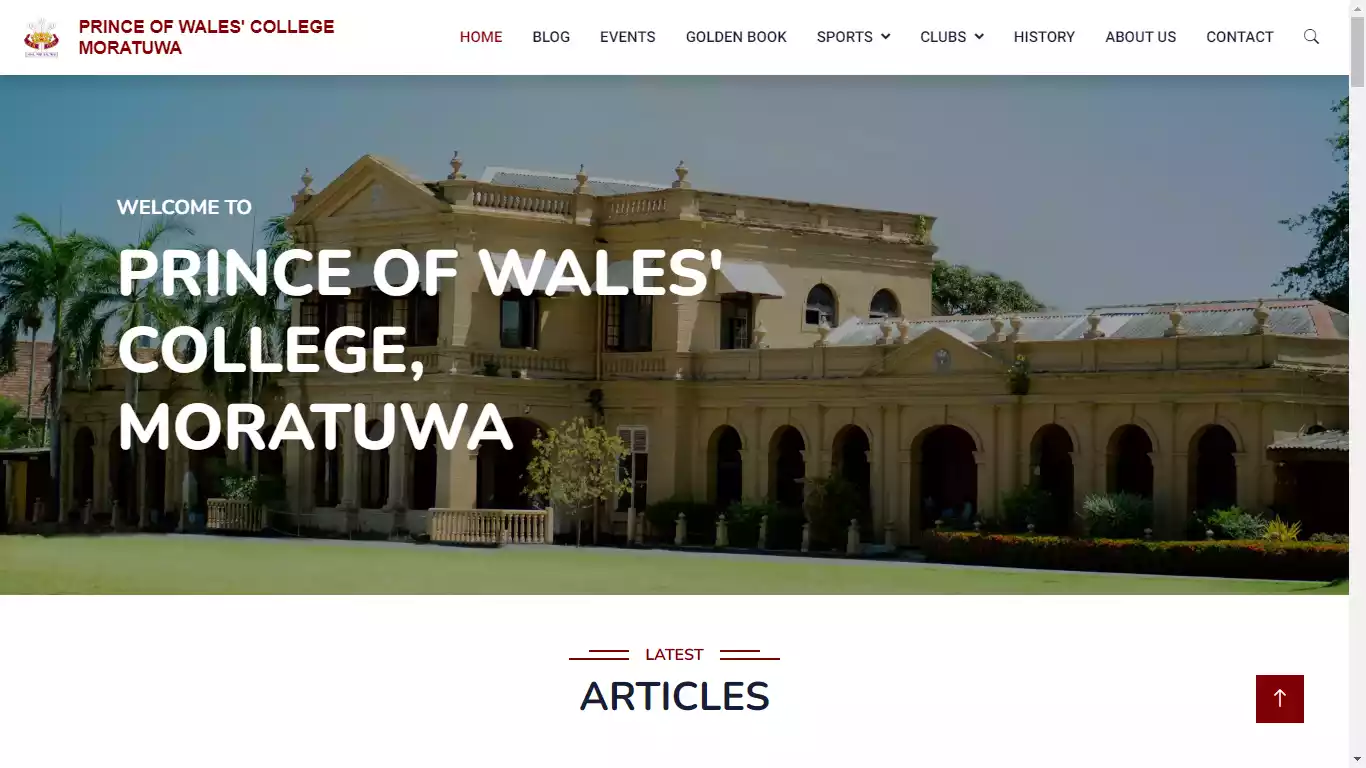 PRINCE OF WALES' COLLEGE
MORATUWA
HOME BLOG EVENTS GOLDEN BOOK SPORTS CLUBS HISTORY ABOUT US CONTACT
WELCOME TO
PRINCE OF WALES'
COLLEGE,
MORATUWA
LATEST
ARTICLES